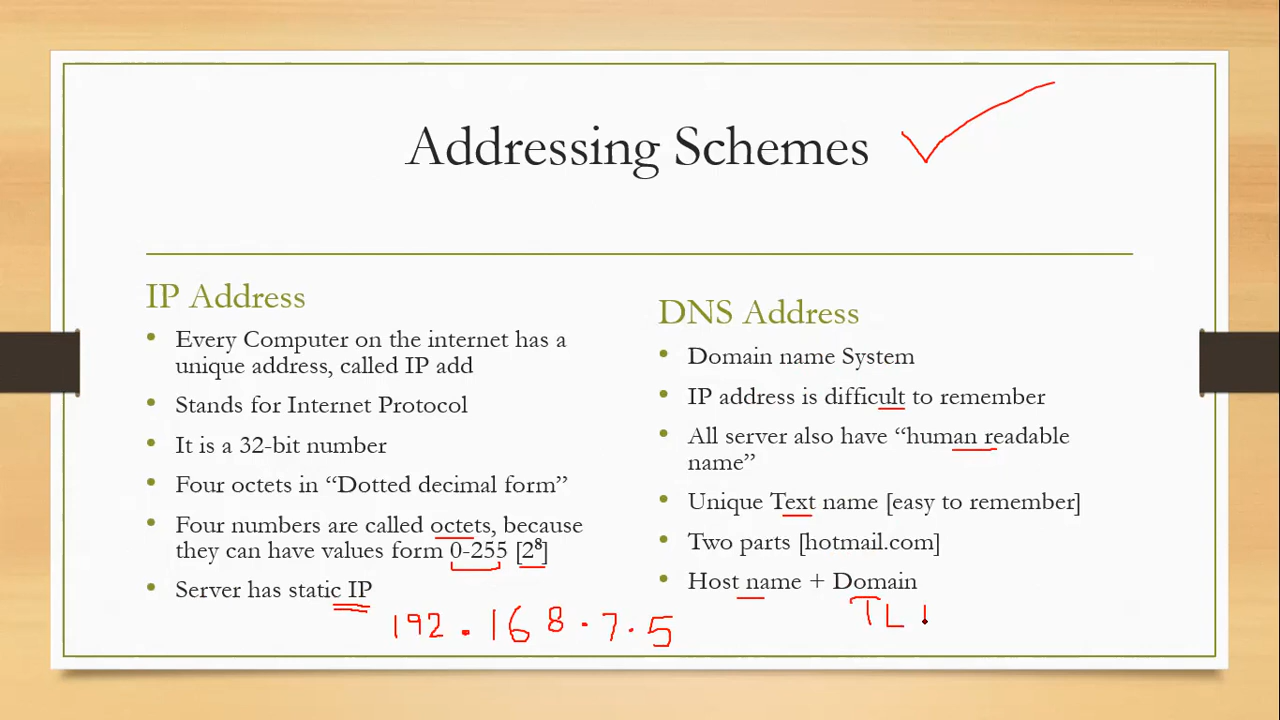 Addressing Schemes
IP Address
Every Computer on the internet has a
unique address, called IP add
Stands for Internet Protocol
It is a 32-bit number
Four octets in “Dotted decimal form”
Four numbers are called octets, because
they can have values form 0-255 [2⁸]
Server has static IP
192.168.7.5
DNS Address
Domain name System
IP address is difficult to remember
All server also have “human readable
name”
Unique Text name [easy to remember]
Two parts [hotmail.com]
Host name + Domain
TL